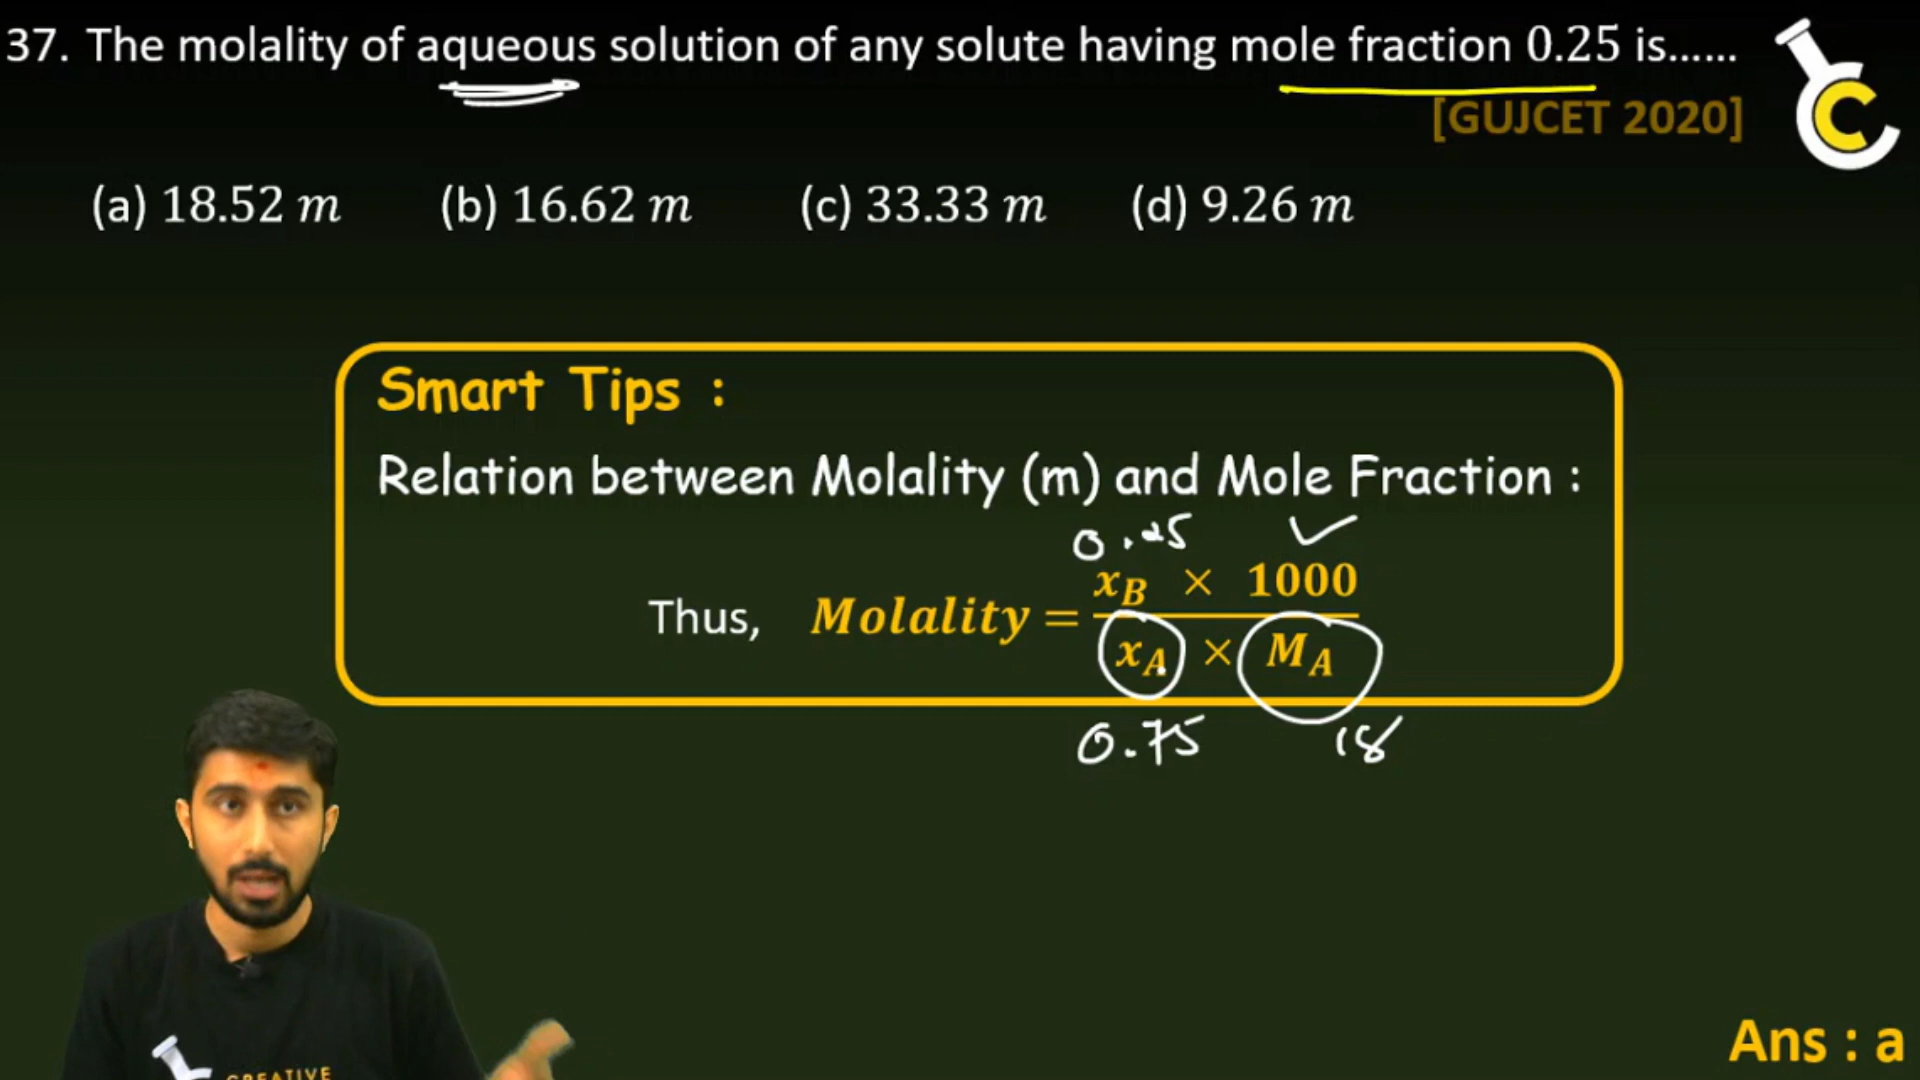 37. The molality of aqueous solution of any solute having mole fraction 0.25 is......
[GUJCET 2020]
(a) 18.52 m (b) 16.62 m (c) 33.33 m (d) 9.26 m
Smart Tips :
Relation between Molality (m) and Mole Fraction :
0.25 ✓
Thus, Molality = x_B × 1000 / x_A × M_A
0.75 18
CREATIVE
Ans : a